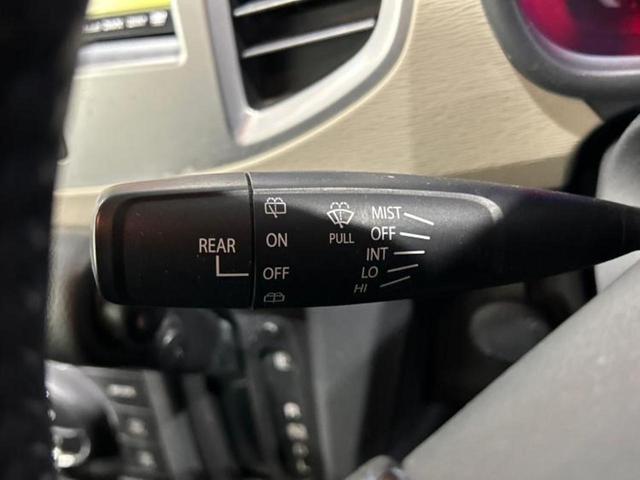 REAR
ON
OFF
PULL
MIST
OFF
INT
LO
HI